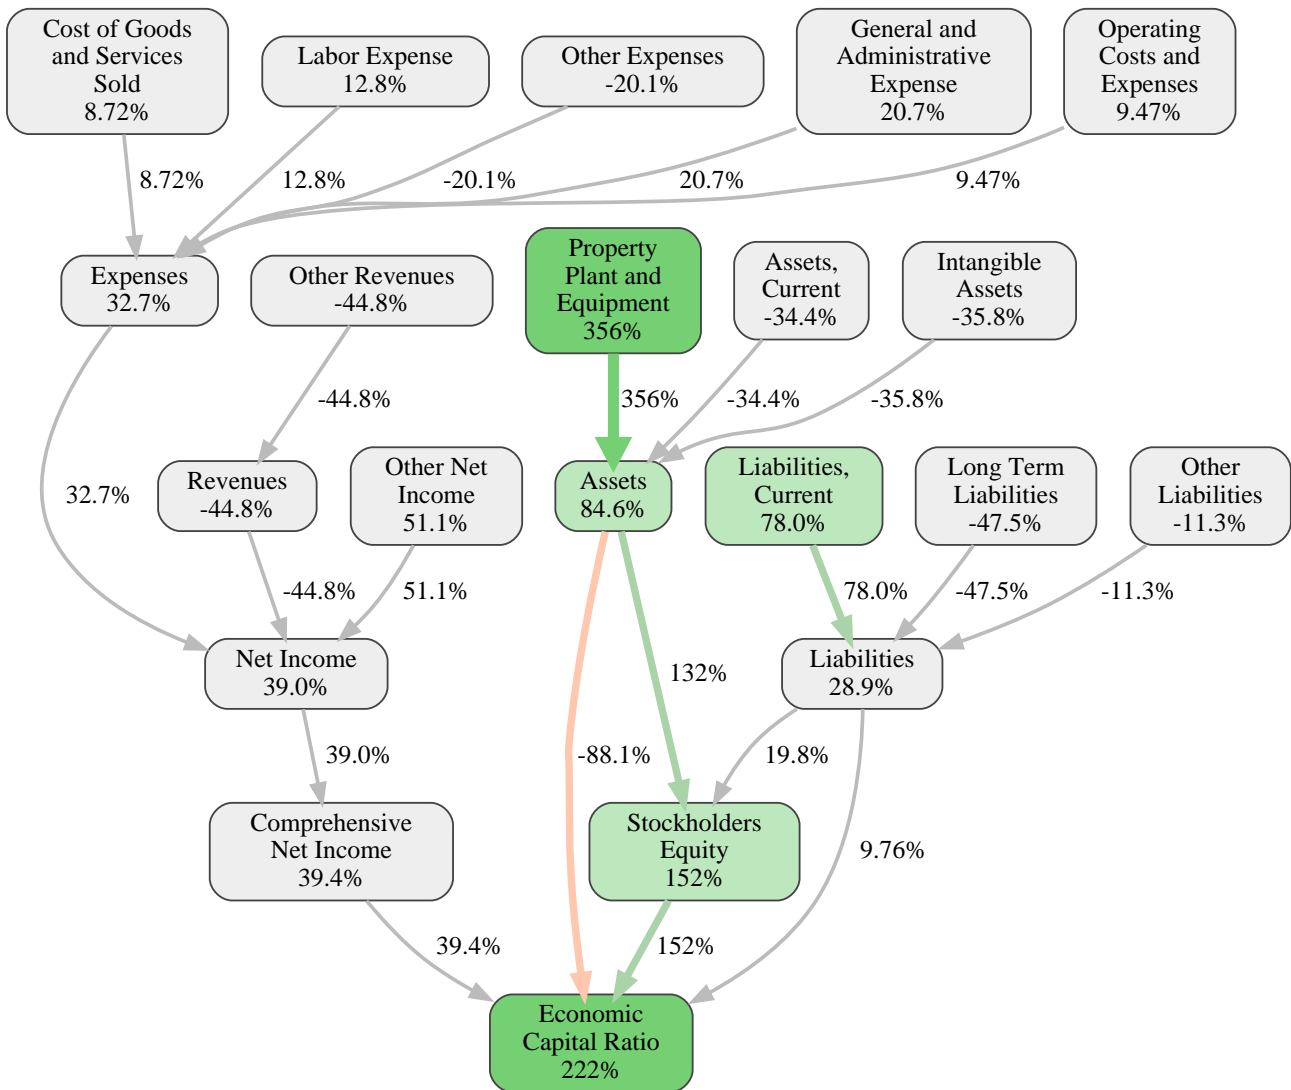 Cost of Goods
and Services
Sold
8.72%
Labor Expense
12.8%
Other Expenses
-20.1%
General and
Administrative
Expense
20.7%
Operating
Costs and
Expenses
9.47%
8.72%
12.8%
-20.1%
20.7%
9.47%
Expenses
32.7%
Other Revenues
-44.8%
Property
Plant and
Equipment
356%
Assets,
Current
-34.4%
Intangible
Assets
-35.8%
-44.8%
356%
-34.4%
-35.8%
32.7%
Revenues
-44.8%
Other Net
Income
51.1%
Assets
84.6%
Liabilities,
Current
78.0%
Long Term
Liabilities
-47.5%
Other
Liabilities
-11.3%
-44.8%
51.1%
78.0%
-47.5%
-11.3%
Net Income
39.0%
132%
Liabilities
28.9%
39.0%
-88.1%
19.8%
Comprehensive
Net Income
39.4%
Stockholders
Equity
152%
9.76%
39.4%
152%
Economic
Capital Ratio
222%